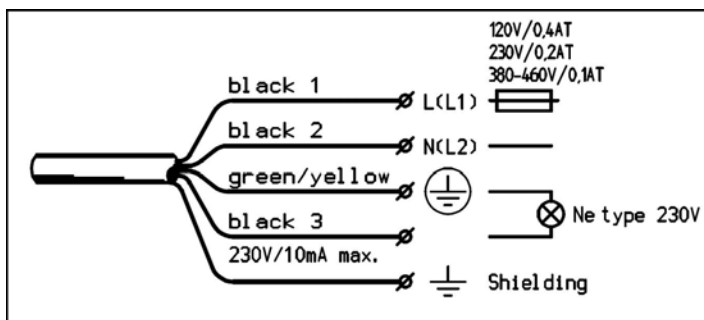 120V/0,4AT
230V/0,2AT
380-460V/0,1AT
black 1
L(L1)
black 2
N(L2)
green/yellow
black 3
Ne type 230V
230V/10mA max.
Shielding